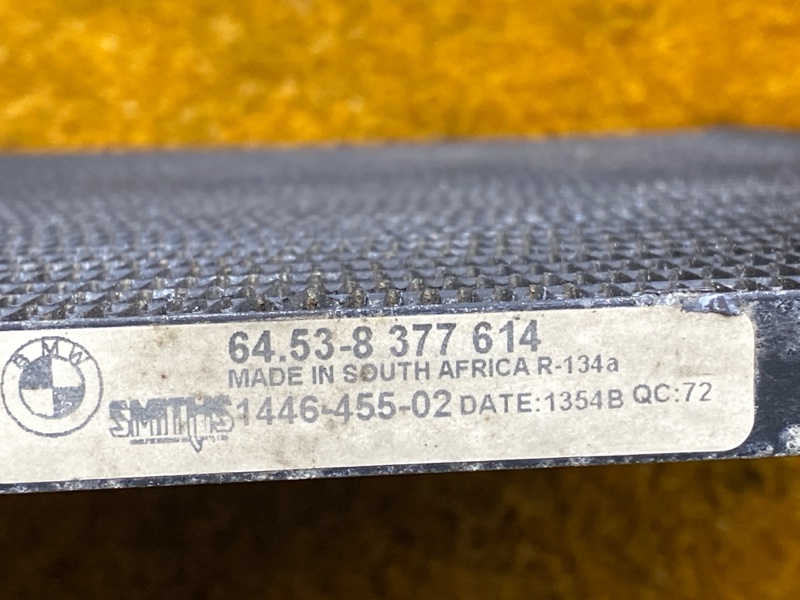 BMW
64.53-8 377 614
MADE IN SOUTH AFRICA R-134a
SMITHS 1446-455-02 DATE:1354B QC:72